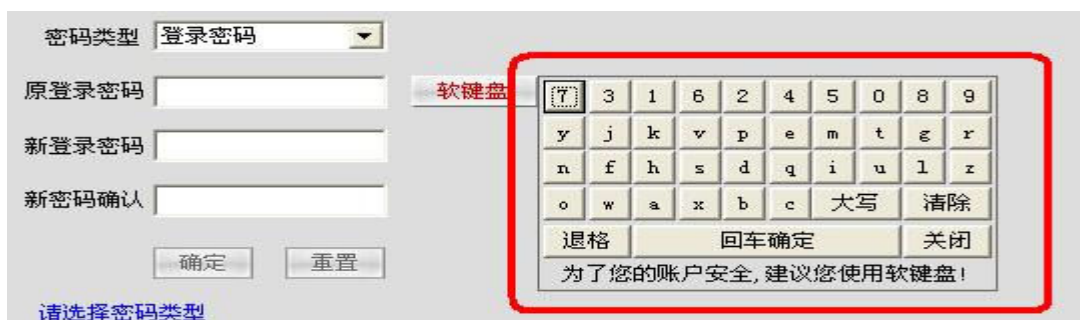 密码类型 登录密码
原登录密码 软键盘
新登录密码
新密码确认
确定 重置
请选择密码类型
7 3 1 6 2 4 5 0 8 9
y j k v p e m t g r
n f h s d q i u l z
o w a x b c 大写 清除
退格 回车确定 关闭
为了您的账户安全,建议您使用软键盘!